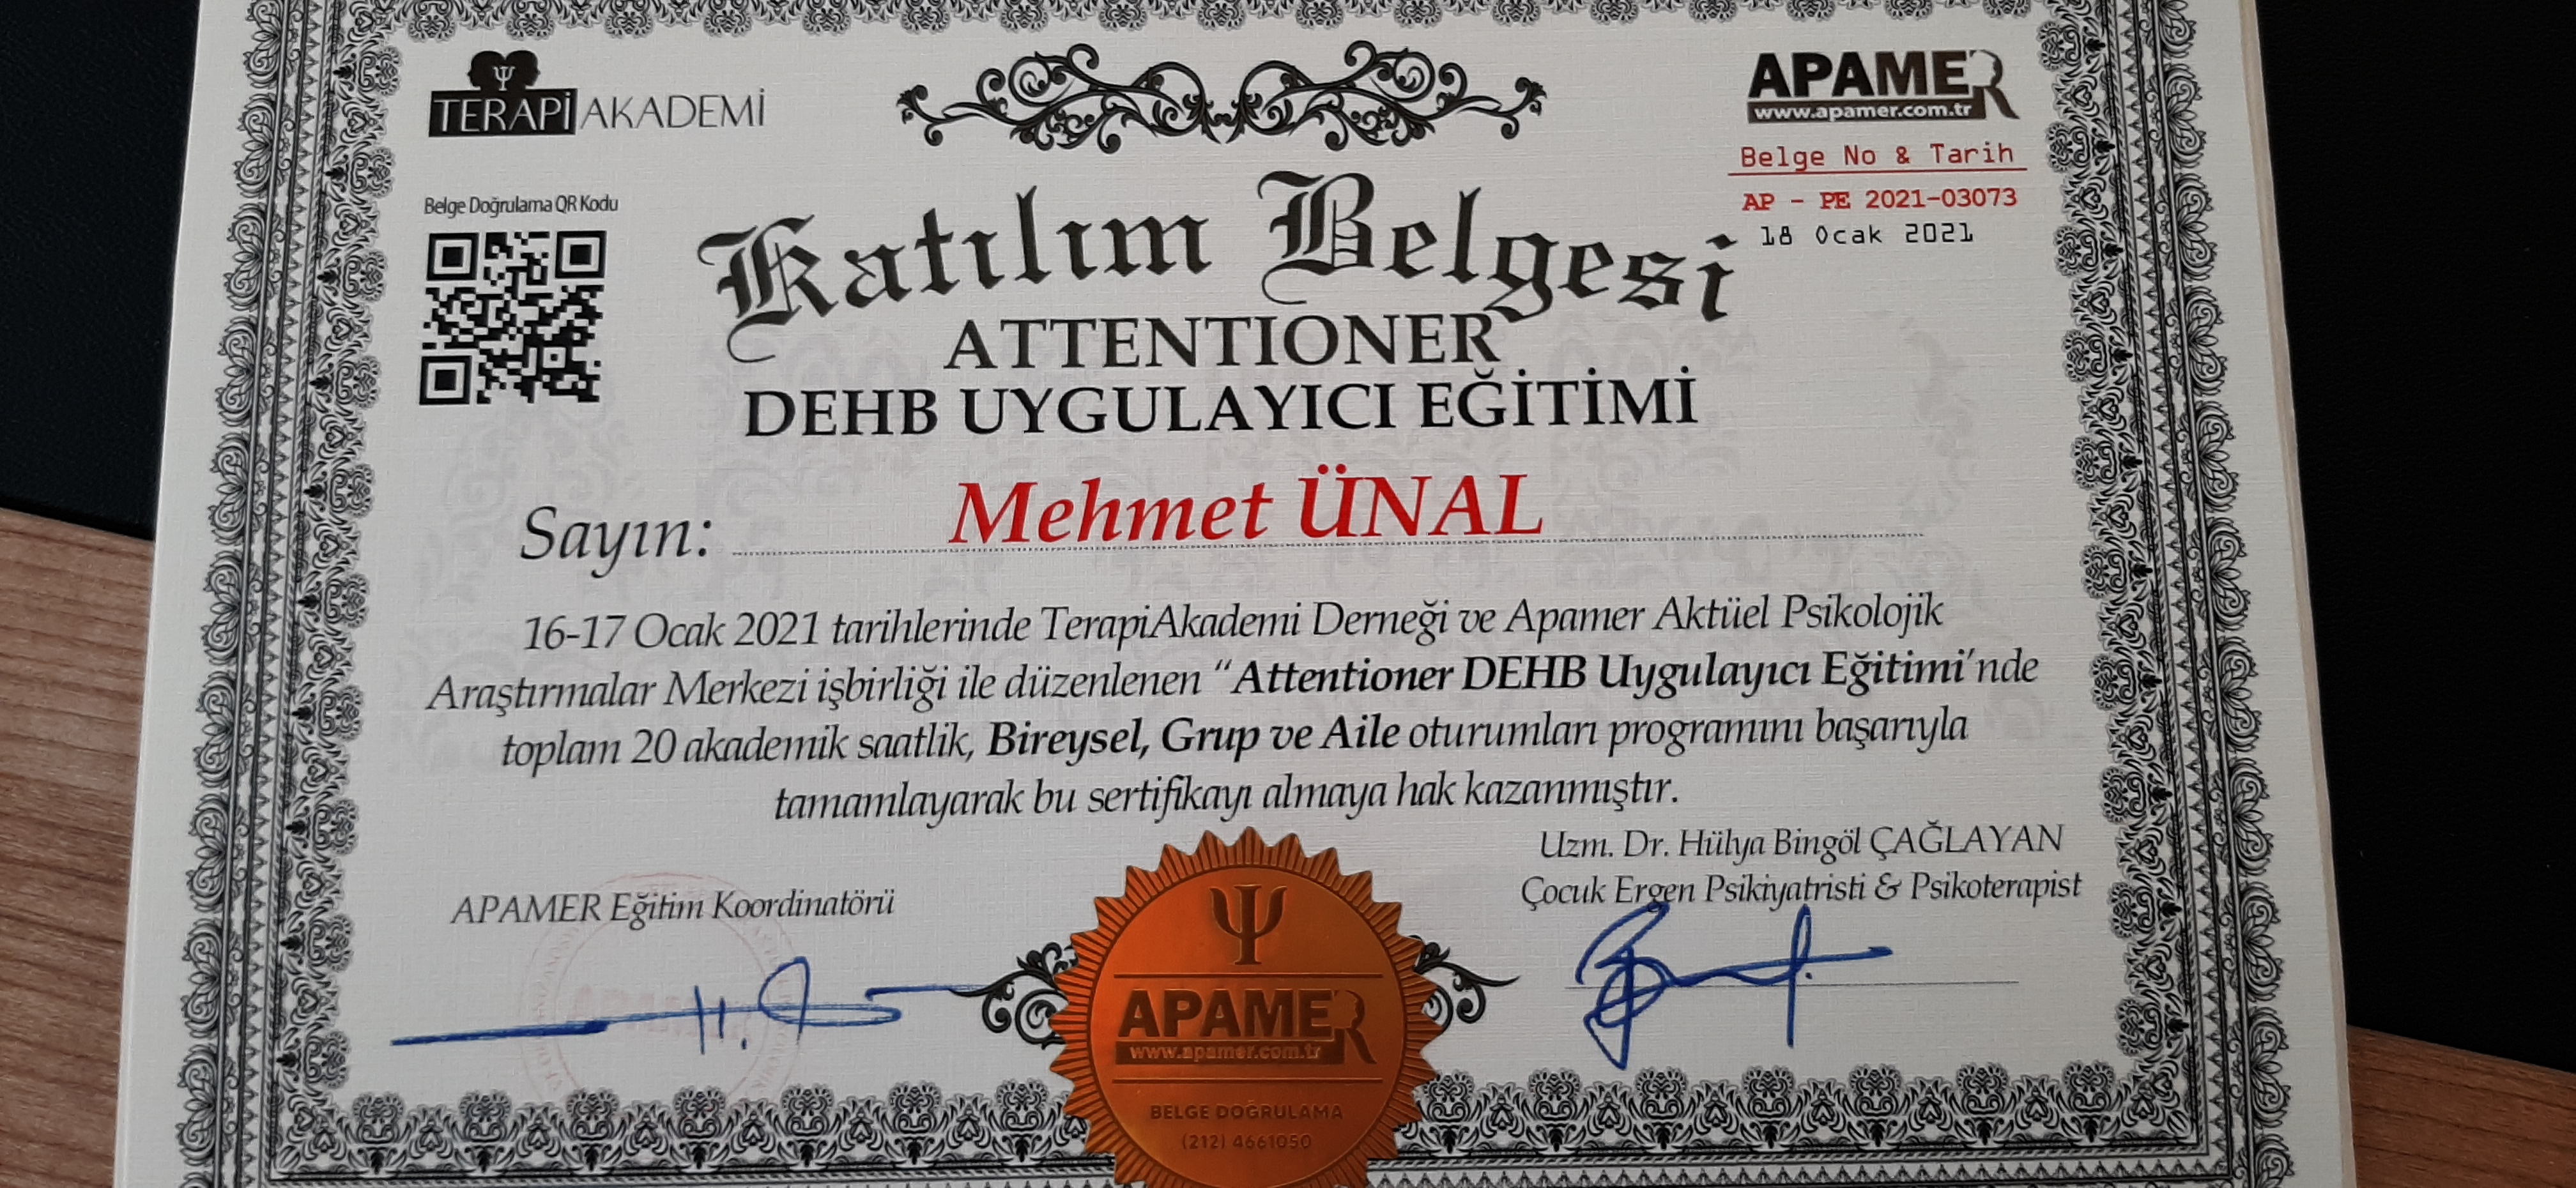 TERAPİAKADEMİ
APAMER
www.apamer.com.tr
Belge No & Tarih
AP - PE 2021-03073
18 Ocak 2021
Belge Doğrulama QR Kodu
Katılım Belgesi
ATTENTIONER
DEHB UYGULAYICI EĞİTİMİ
Sayın: Mehmet ÜNAL
16-17 Ocak 2021 tarihlerinde TerapiAkademi Derneği ve Apamer Aktüel Psikolojik
Araştırmalar Merkezi işbirliği ile düzenlenen “Attentioner DEHB Uygulayıcı Eğitimi’nde
toplam 20 akademik saatlik, Bireysel, Grup ve Aile oturumları programını başarıyla
tamamlayarak bu sertifikayı almaya hak kazanmıştır.
APAMER Eğitim Koordinatörü
Uzm. Dr. Hülya Bingöl ÇAĞLAYAN
Çocuk Ergen Psikiyatristi & Psikoterapist
APAMER
www.apamer.com.tr
BELGE DOĞRULAMA
(212) 4661050